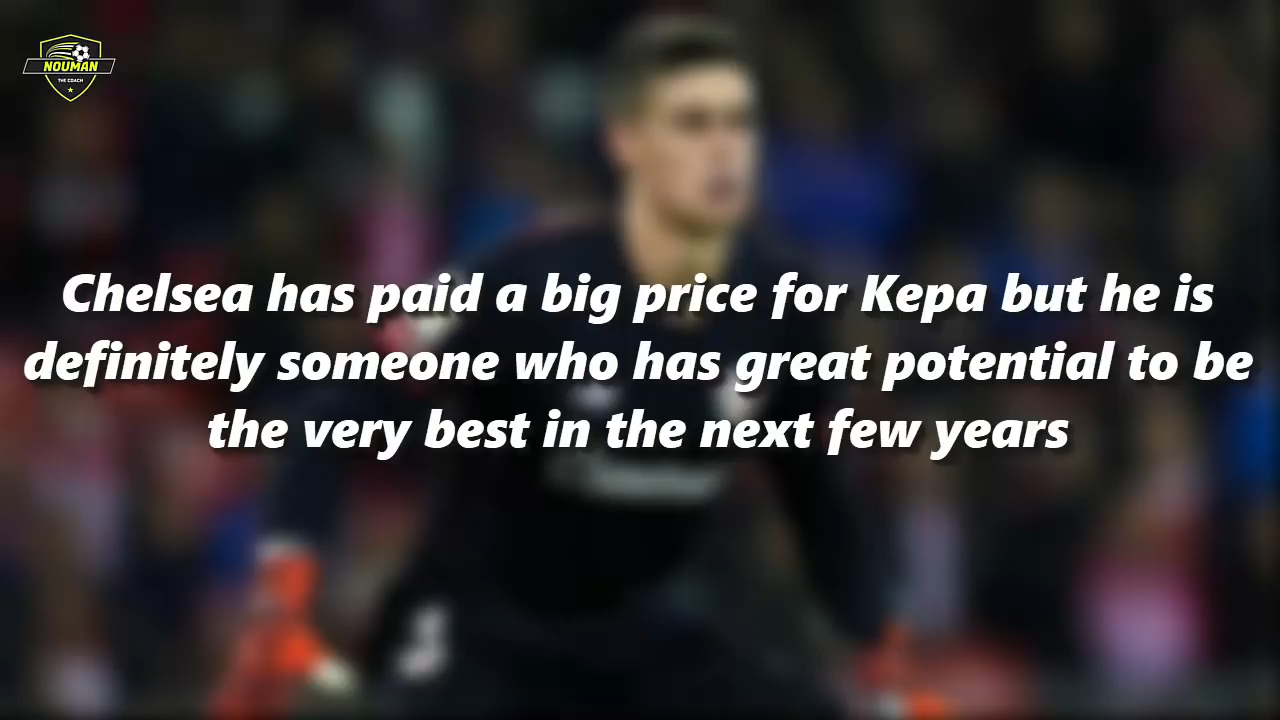 NOUMAN
THE COACH
Chelsea has paid a big price for Kepa but he is
definitely someone who has great potential to be
the very best in the next few years